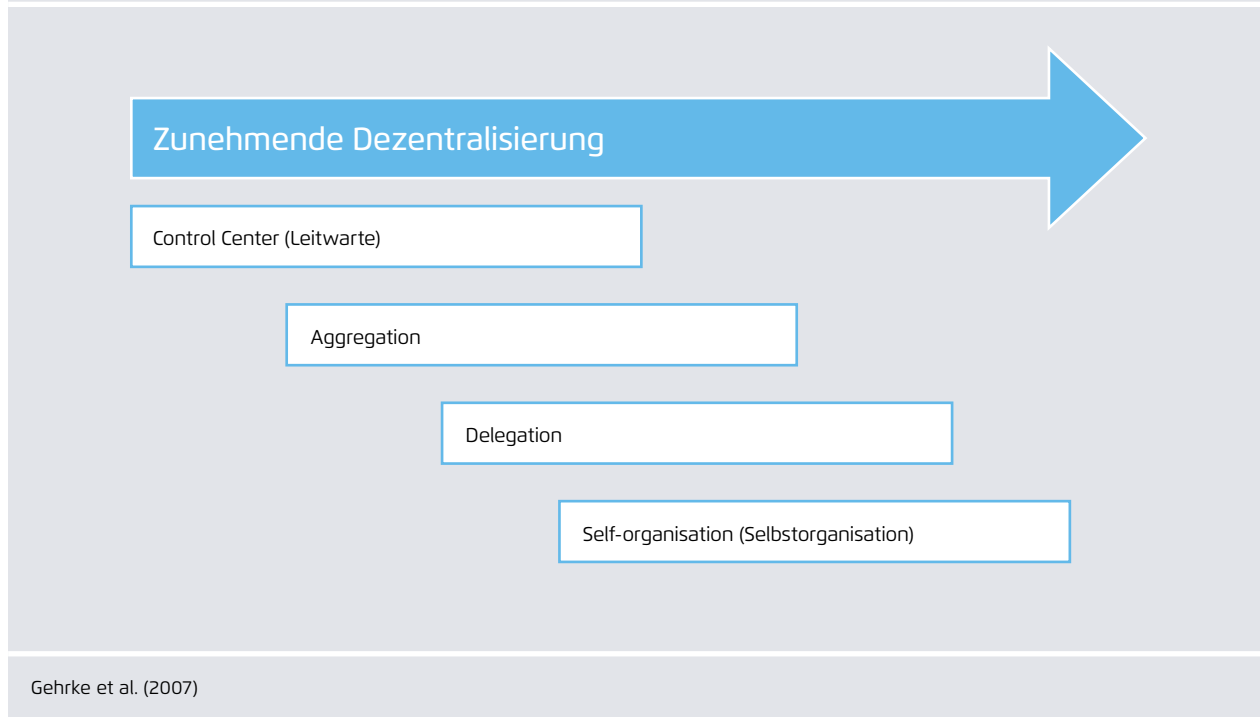 Zunehmende Dezentralisierung
Control Center (Leitwarte)
Aggregation
Delegation
Self-organisation (Selbstorganisation)
Gehrke et al. (2007)